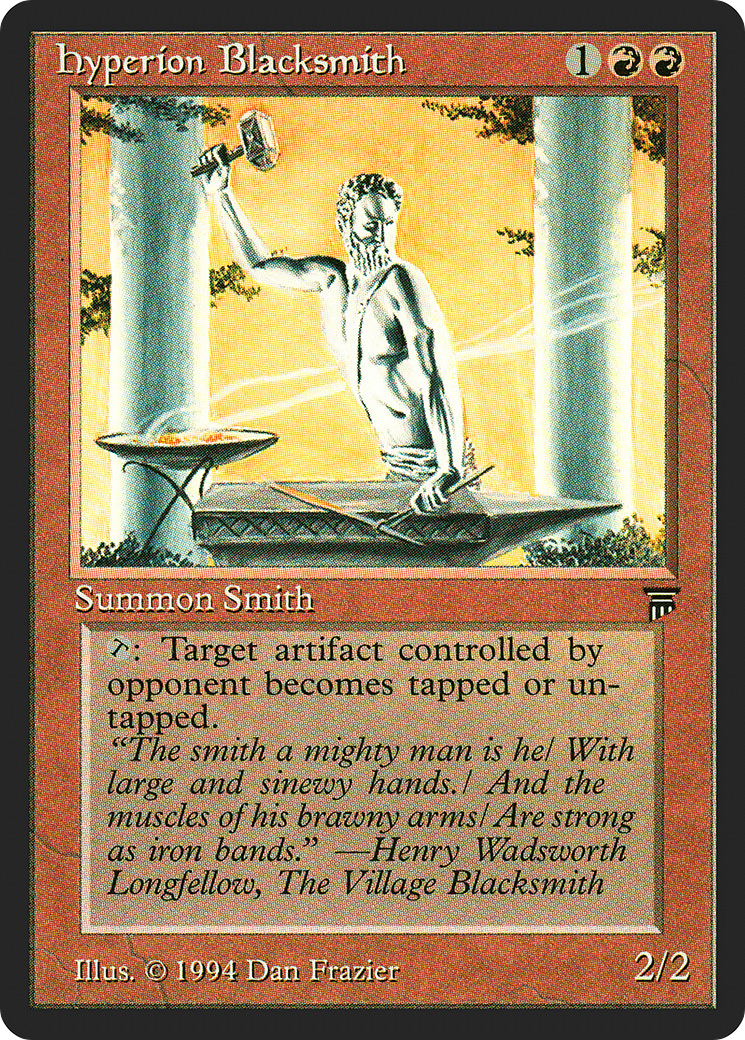 Hyperion Blacksmith 1
Summon Smith
T: Target artifact controlled by
opponent becomes tapped or un-
tapped.
“The smith a mighty man is he/ With
large and sinewy hands./ And the
muscles of his brawny arms/ Are strong
as iron bands.” —Henry Wadsworth
Longfellow, The Village Blacksmith
Illus. © 1994 Dan Frazier 2/2